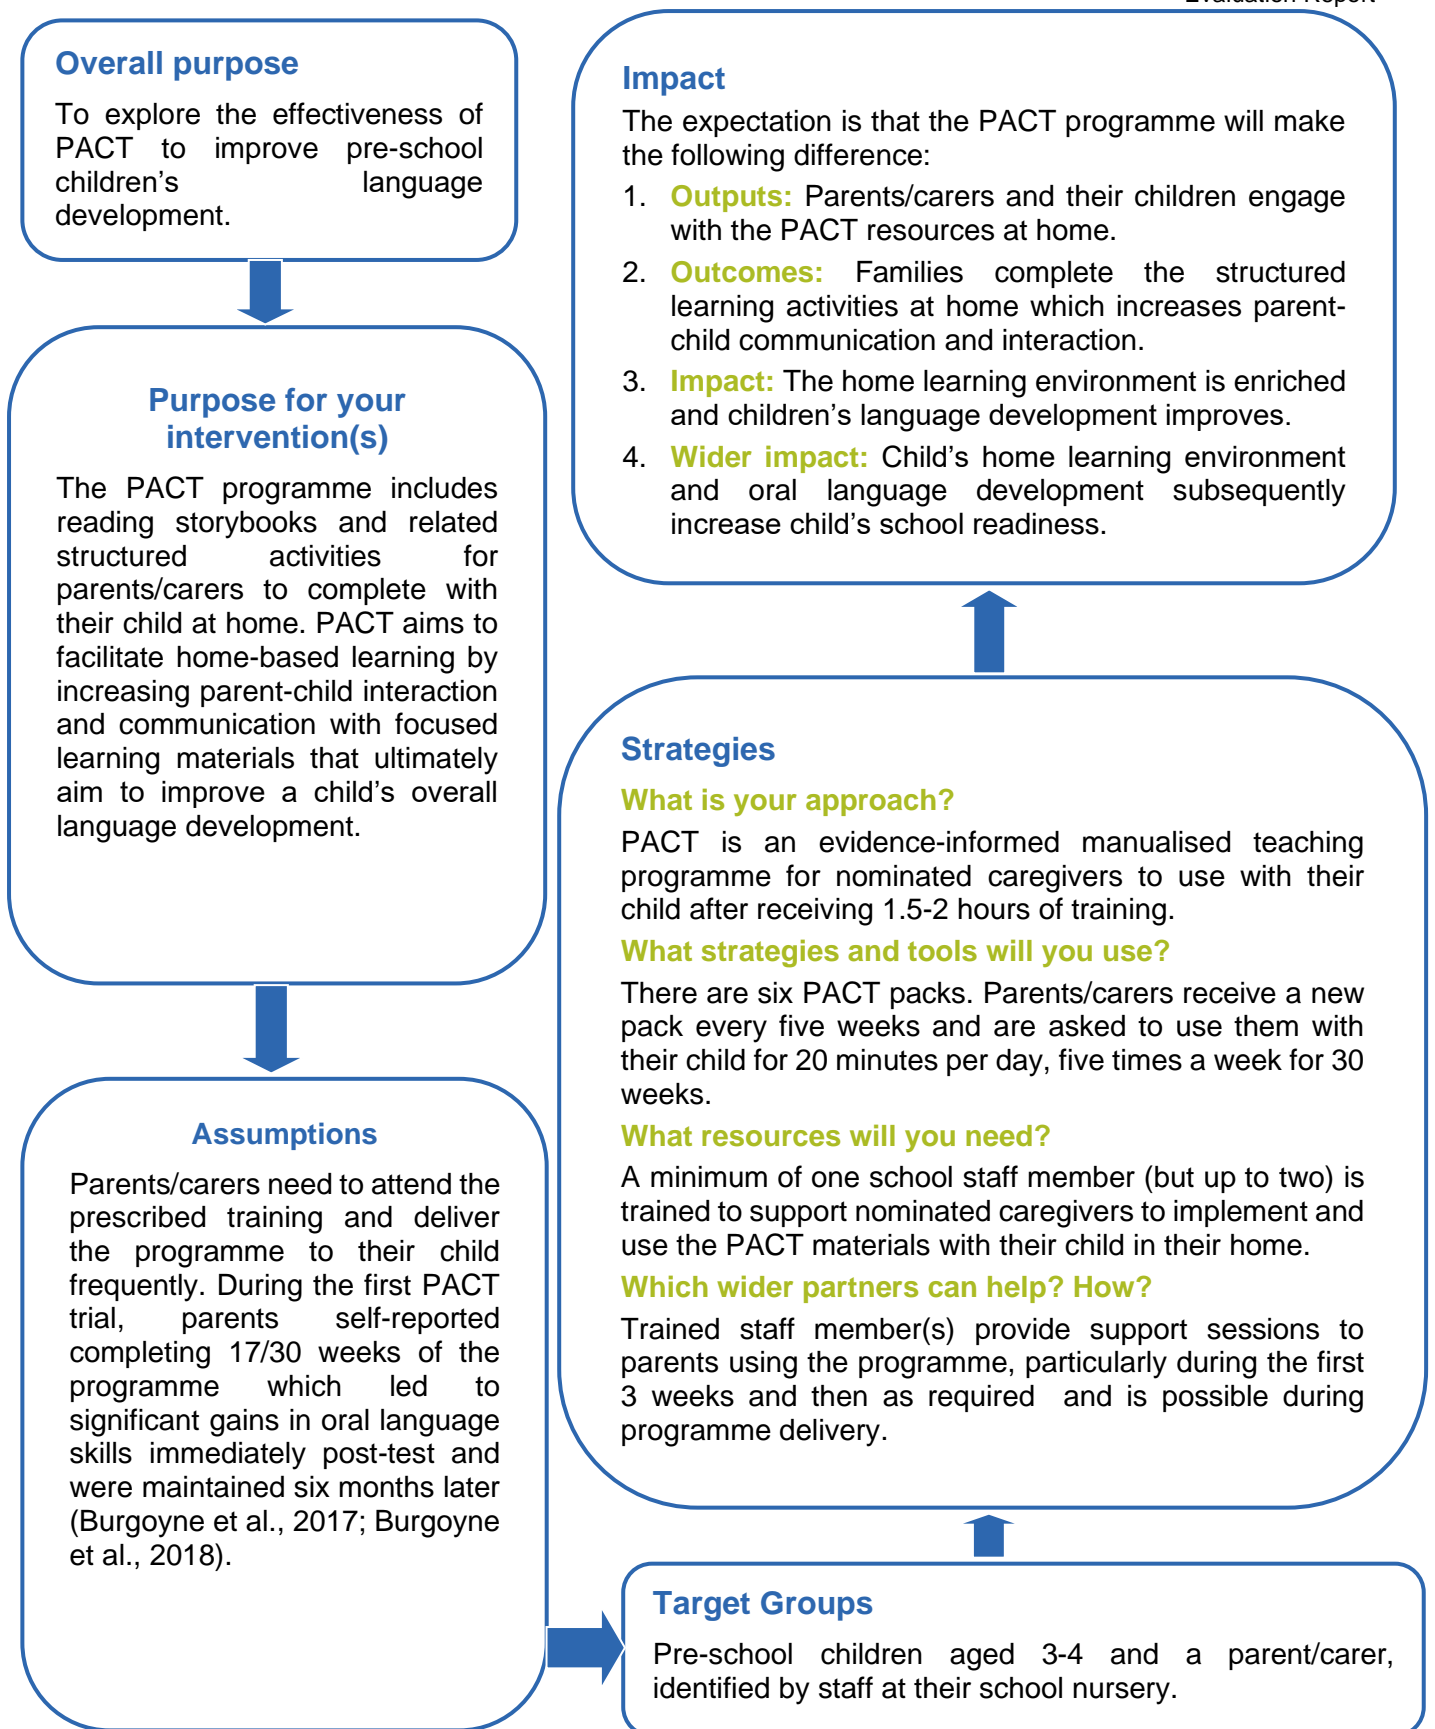 Evaluation Report
Overall purpose
To explore the effectiveness of
PACT to improve pre-school
children's language
development.
Purpose for your
intervention(s)
The PACT programme includes
reading storybooks and related
structured activities for
parents/carers to complete with
their child at home. PACT aims to
facilitate home-based learning by
increasing parent-child interaction
and communication with focused
learning materials that ultimately
aim to improve a child's overall
language development.
Assumptions
Parents/carers need to attend the
prescribed training and deliver
the programme to their child
frequently. During the first PACT
trial, parents self-reported
completing 17/30 weeks of the
programme which led to
significant gains in oral language
skills immediately post-test and
were maintained six months later
(Burgoyne et al., 2017; Burgoyne
et al., 2018).
Target Groups
Pre-school children aged 3-4 and a parent/carer,
identified by staff at their school nursery.
Strategies
What is your approach?
PACT is an evidence-informed manualised teaching
programme for nominated caregivers to use with their
child after receiving 1.5-2 hours of training.
What strategies and tools will you use?
There are six PACT packs. Parents/carers receive a new
pack every five weeks and are asked to use them with
their child for 20 minutes per day, five times a week for 30
weeks.
What resources will you need?
A minimum of one school staff member (but up to two) is
trained to support nominated caregivers to implement and
use the PACT materials with their child in their home.
Which wider partners can help? How?
Trained staff member(s) provide support sessions to
parents using the programme, particularly during the first
3 weeks and then as required and is possible during
programme delivery.
Impact
The expectation is that the PACT programme will make
the following difference:
1. Outputs: Parents/carers and their children engage
with the PACT resources at home.
2. Outcomes: Families complete the structured
learning activities at home which increases parent-
child communication and interaction.
3. Impact: The home learning environment is enriched
and children's language development improves.
4. Wider impact: Child's home learning environment
and oral language development subsequently
increase child's school readiness.